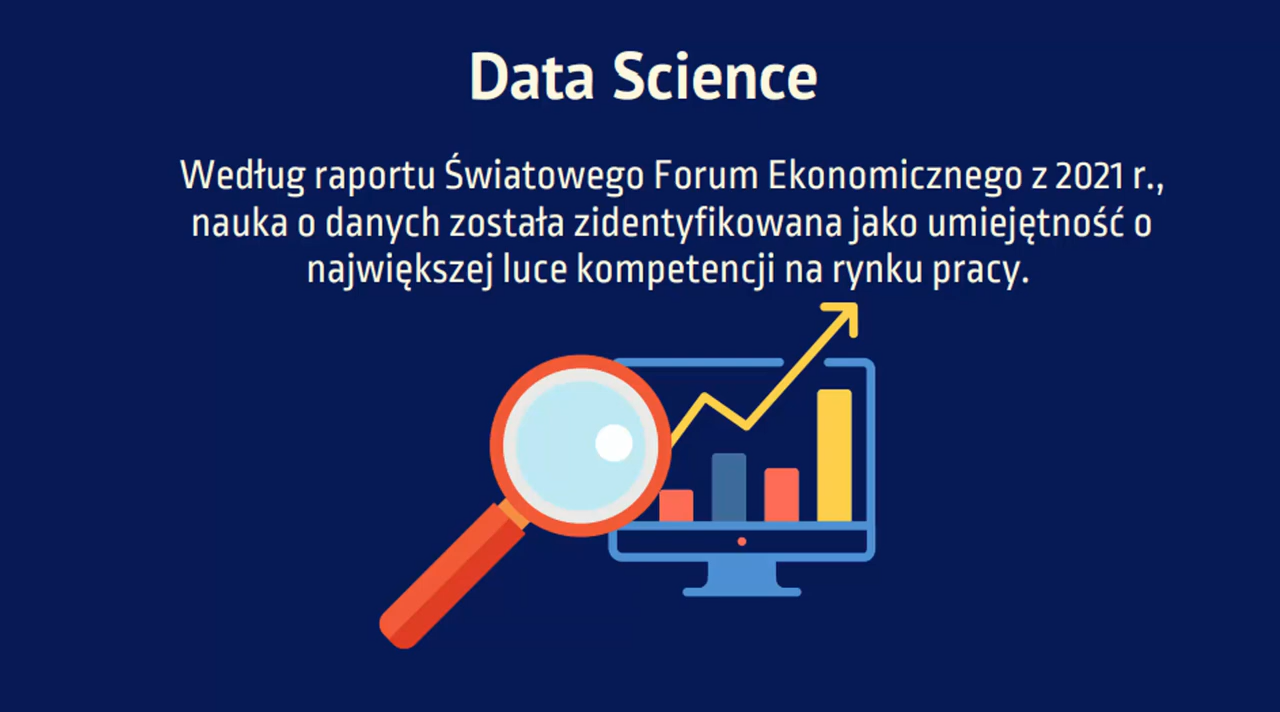 Data Science
Według raportu Światowego Forum Ekonomicznego z 2021 r.,
nauka o danych została zidentyfikowana jako umiejętność o
największej luce kompetencji na rynku pracy.